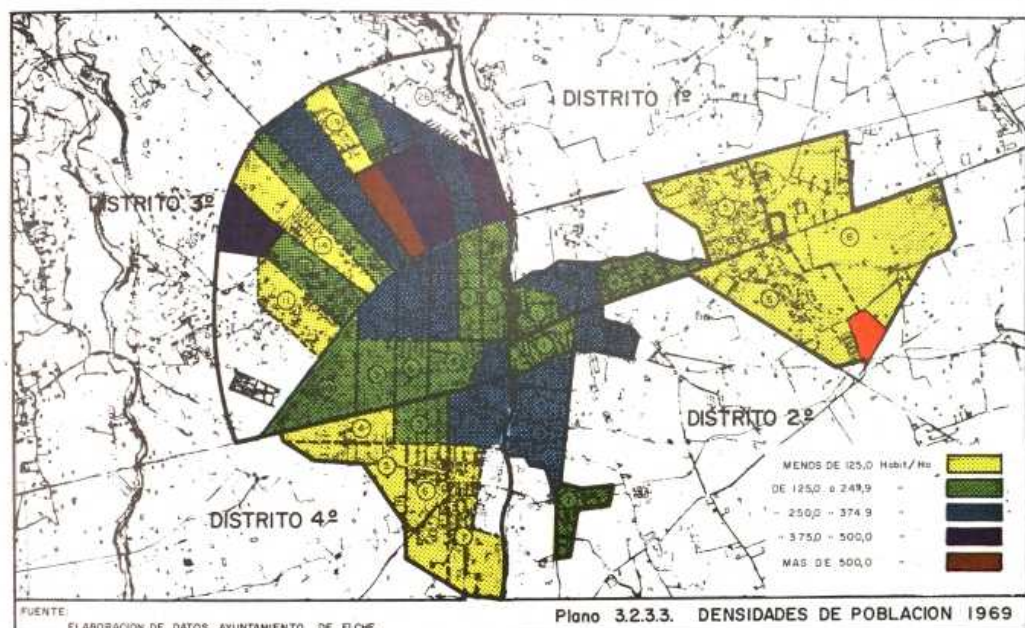 DISTRITO 1º
DISTRITO 3º
DISTRITO 2º
DISTRITO 4º
MENOS DE 125,0 Habit/Ha
DE 125,0 a 249,9 "
" 250,0 " 374.9 "
" 375,0 " 500,0 "
MAS DE 500,0 "
FUENTE:
ELABORACION DE DATOS AYUNTAMIENTO DE ELCHE
Plano 3.2.3.3. DENSIDADES DE POBLACION 1969